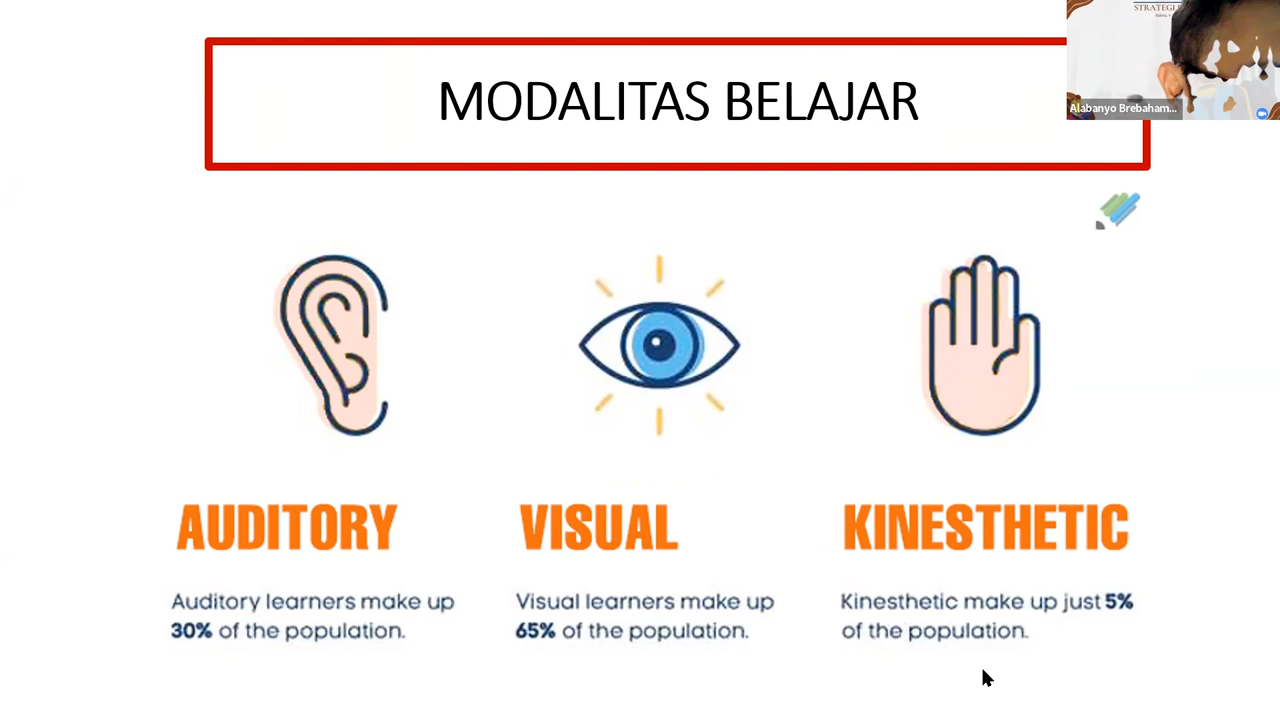 MODALITAS BELAJAR
STRATEGI
Alabanyo Brebaham...
AUDITORY
Auditory learners make up
30% of the population.
VISUAL
Visual learners make up
65% of the population.
KINESTHETIC
Kinesthetic make up just 5%
of the population.